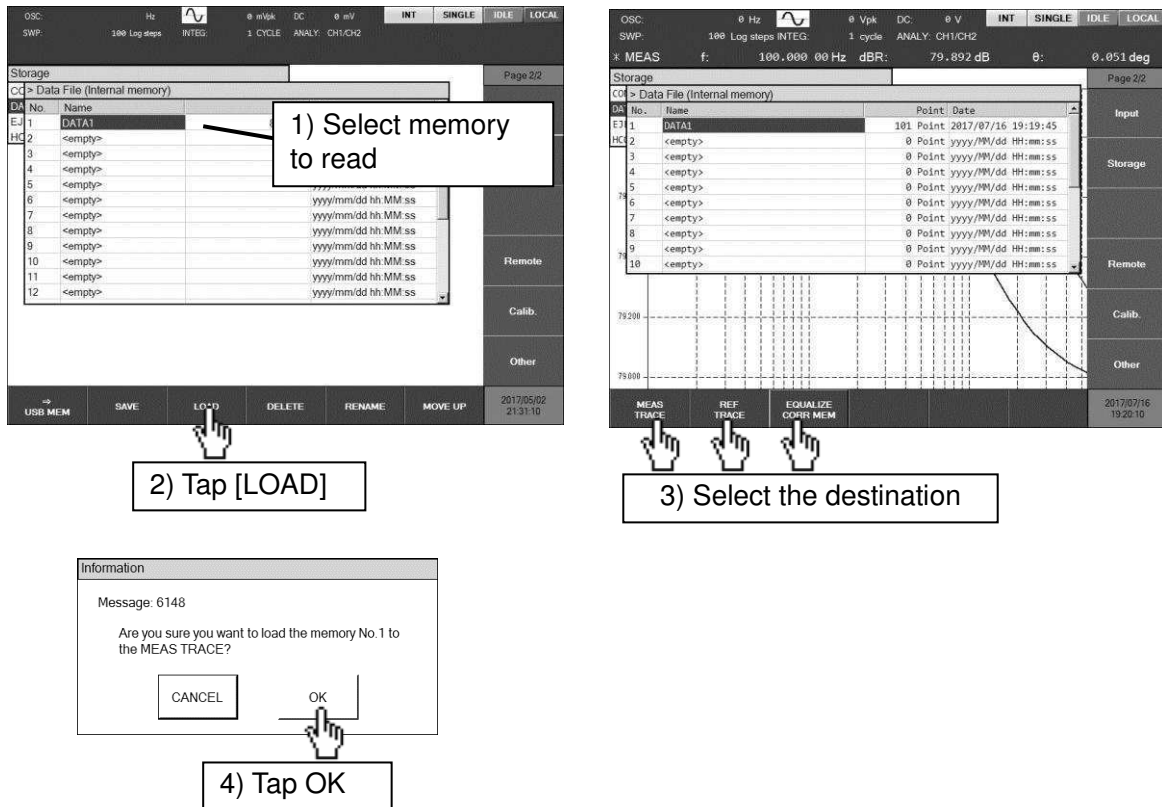 OSC: Hz 0 mVpk DC 0 mV INT SINGLE IDLE LOCAL
SWP: 100 Log steps INTEG: 1 CYCLE ANALY: CH1/CH2
Storage Page 2/2
> Data File (Internal memory)
No. Name
1 DATA1
2 <empty>
3 <empty>
4 <empty>
5 <empty> yyyy/mm/dd hh:MM:ss
6 <empty> yyyy/mm/dd hh:MM:ss
7 <empty> yyyy/mm/dd hh:MM:ss
8 <empty> yyyy/mm/dd hh:MM:ss
9 <empty> yyyy/mm/dd hh:MM:ss
10 <empty> yyyy/mm/dd hh:MM:ss
11 <empty> yyyy/mm/dd hh:MM:ss
12 <empty> yyyy/mm/dd hh:MM:ss
Remote
Calib.
Other
⇒
USB MEM SAVE LOAD DELETE RENAME MOVE UP
2017/05/02
21:31:10
1) Select memory
to read
2) Tap [LOAD]
OSC: 0 Hz 0 Vpk DC: 0 V INT SINGLE IDLE LOCAL
SWP: 100 Log steps INTEG: 1 cycle ANALY: CH1/CH2
* MEAS f: 100.000 00 Hz dBR: 79.892 dB θ: 0.051 deg
Storage Page 2/2
> Data File (Internal memory)
No. Name Point Date
1 DATA1 101 Point 2017/07/16 19:19:45
2 <empty> 0 Point yyyy/MM/dd HH:mm:ss
3 <empty> 0 Point yyyy/MM/dd HH:mm:ss
4 <empty> 0 Point yyyy/MM/dd HH:mm:ss
5 <empty> 0 Point yyyy/MM/dd HH:mm:ss
6 <empty> 0 Point yyyy/MM/dd HH:mm:ss
7 <empty> 0 Point yyyy/MM/dd HH:mm:ss
8 <empty> 0 Point yyyy/MM/dd HH:mm:ss
9 <empty> 0 Point yyyy/MM/dd HH:mm:ss
10 <empty> 0 Point yyyy/MM/dd HH:mm:ss
Input
Storage
Remote
Calib.
Other
79.200
79.000
MEAS
TRACE
REF
TRACE
EQUALIZE
CORR MEM
2017/07/16
19:20:10
3) Select the destination
Information
Message: 6148
Are you sure you want to load the memory No.1 to
the MEAS TRACE?
CANCEL OK
4) Tap OK